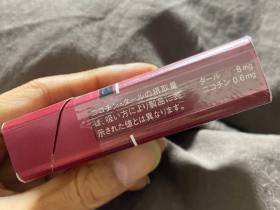 ニコチン・タールの摂取量
は、吸い方により製品に表
示された値とは異なります。
タール 8mg
ニコチン 0.6mg